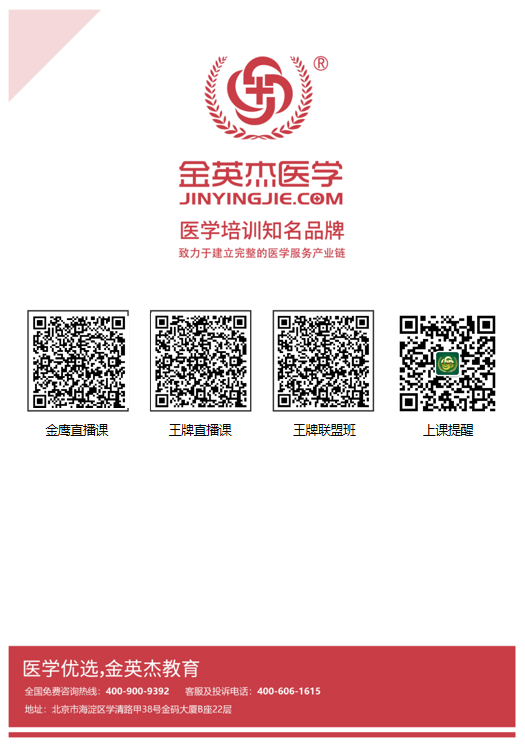 ®
金英杰医学
JINYINGJIE.COM
医学培训知名品牌
致力于建立完整的医学服务产业链
金鹰直播课 王牌直播课 王牌联盟班 上课提醒
医学优选,金英杰教育
全国免费咨询热线：400-900-9392 客服及投诉电话：400-606-1615
地址：北京市海淀区学清路甲38号金码大厦B座22层